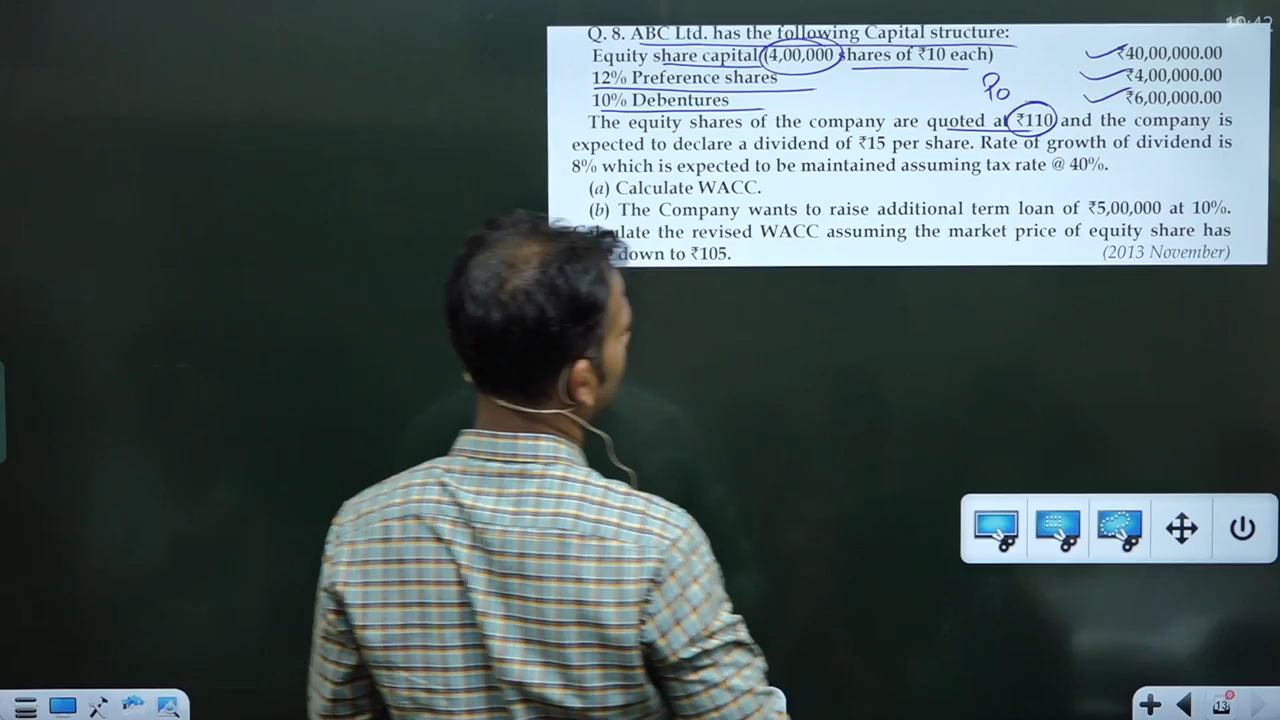 19:42
Q. 8. ABC Ltd. has the following Capital structure:
Equity share capital (4,00,000 shares of ₹10 each) ₹40,00,000.00
12% Preference shares ₹4,00,000.00
10% Debentures ₹6,00,000.00
P0
The equity shares of the company are quoted at ₹110 and the company is
expected to declare a dividend of ₹15 per share. Rate of growth of dividend is
8% which is expected to be maintained assuming tax rate @ 40%.
(a) Calculate WACC.
(b) The Company wants to raise additional term loan of ₹5,00,000 at 10%.
the revised WACC assuming the market price of equity share has
down to ₹105. (2013 November)
13